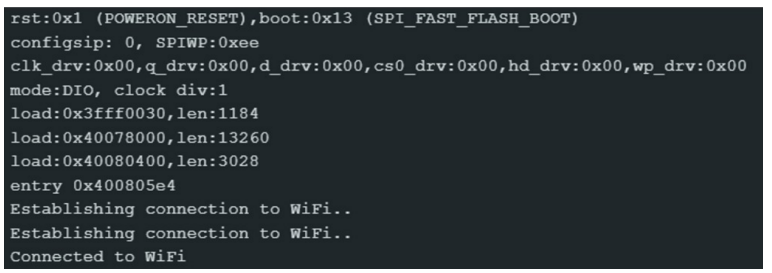 rst:0x1 (POWERON_RESET),boot:0x13 (SPI_FAST_FLASH_BOOT)
configsip: 0, SPIWP:0xee
clk_drv:0x00,q_drv:0x00,d_drv:0x00,cs0_drv:0x00,hd_drv:0x00,wp_drv:0x00
mode:DIO, clock div:1
load:0x3fff0030,len:1184
load:0x40078000,len:13260
load:0x40080400,len:3028
entry 0x400805e4
Establishing connection to WiFi..
Establishing connection to WiFi..
Connected to WiFi